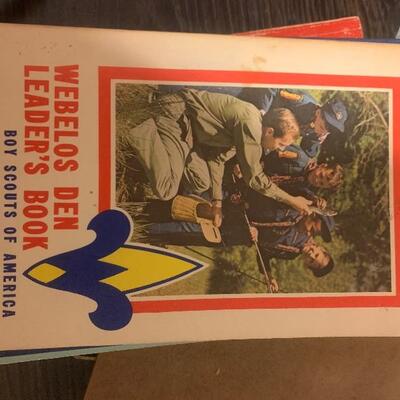 WEBELOS DEN
LEADER'S BOOK
BOY SCOUTS OF AMERICA